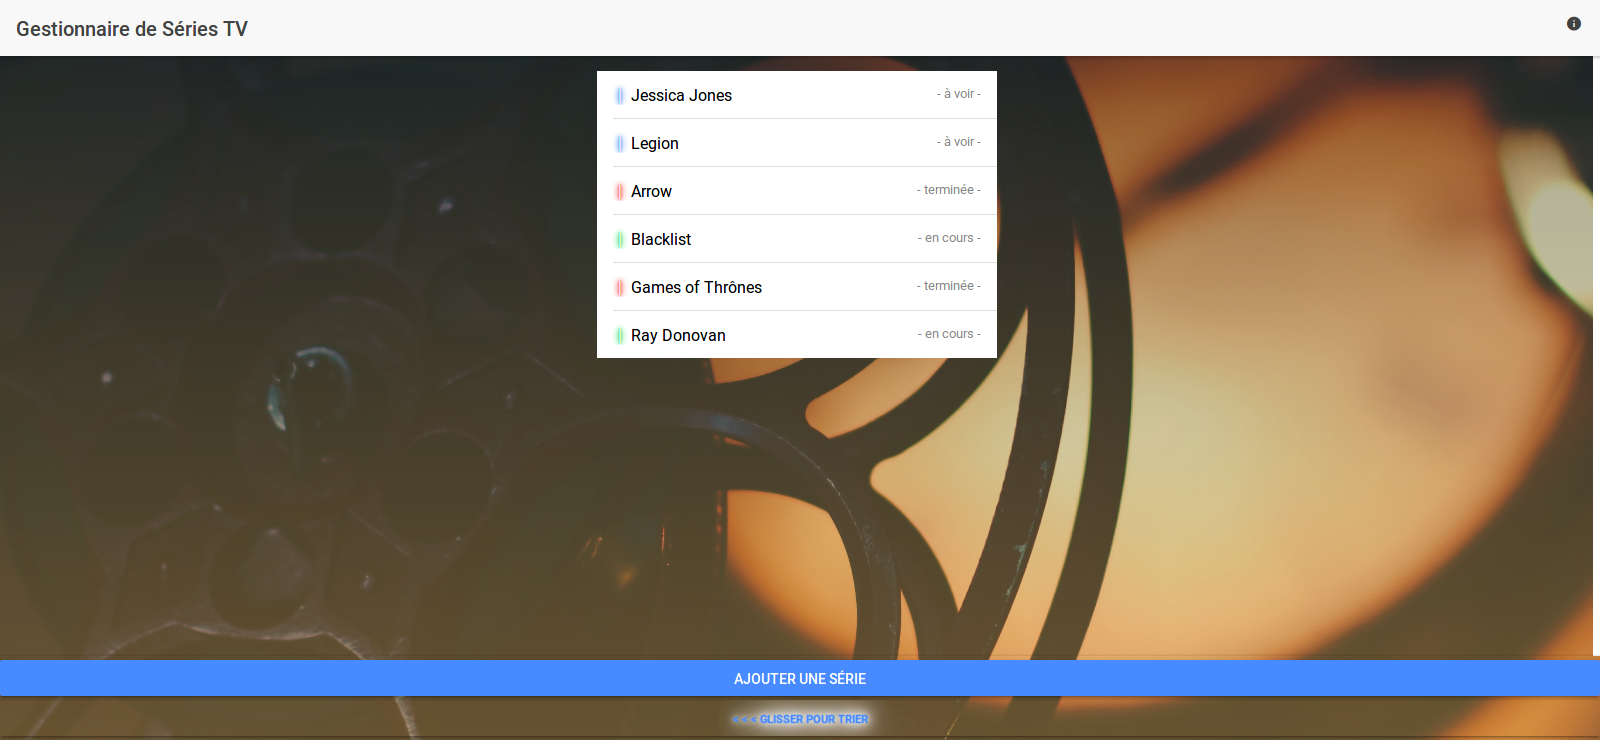 Gestionnaire de Séries TV
Jessica Jones - à voir -
Legion - à voir -
Arrow - terminée -
Blacklist - en cours -
Games of Thrônes - terminée -
Ray Donovan - en cours -
AJOUTER UNE SÉRIE
< < < GLISSER POUR TRIER